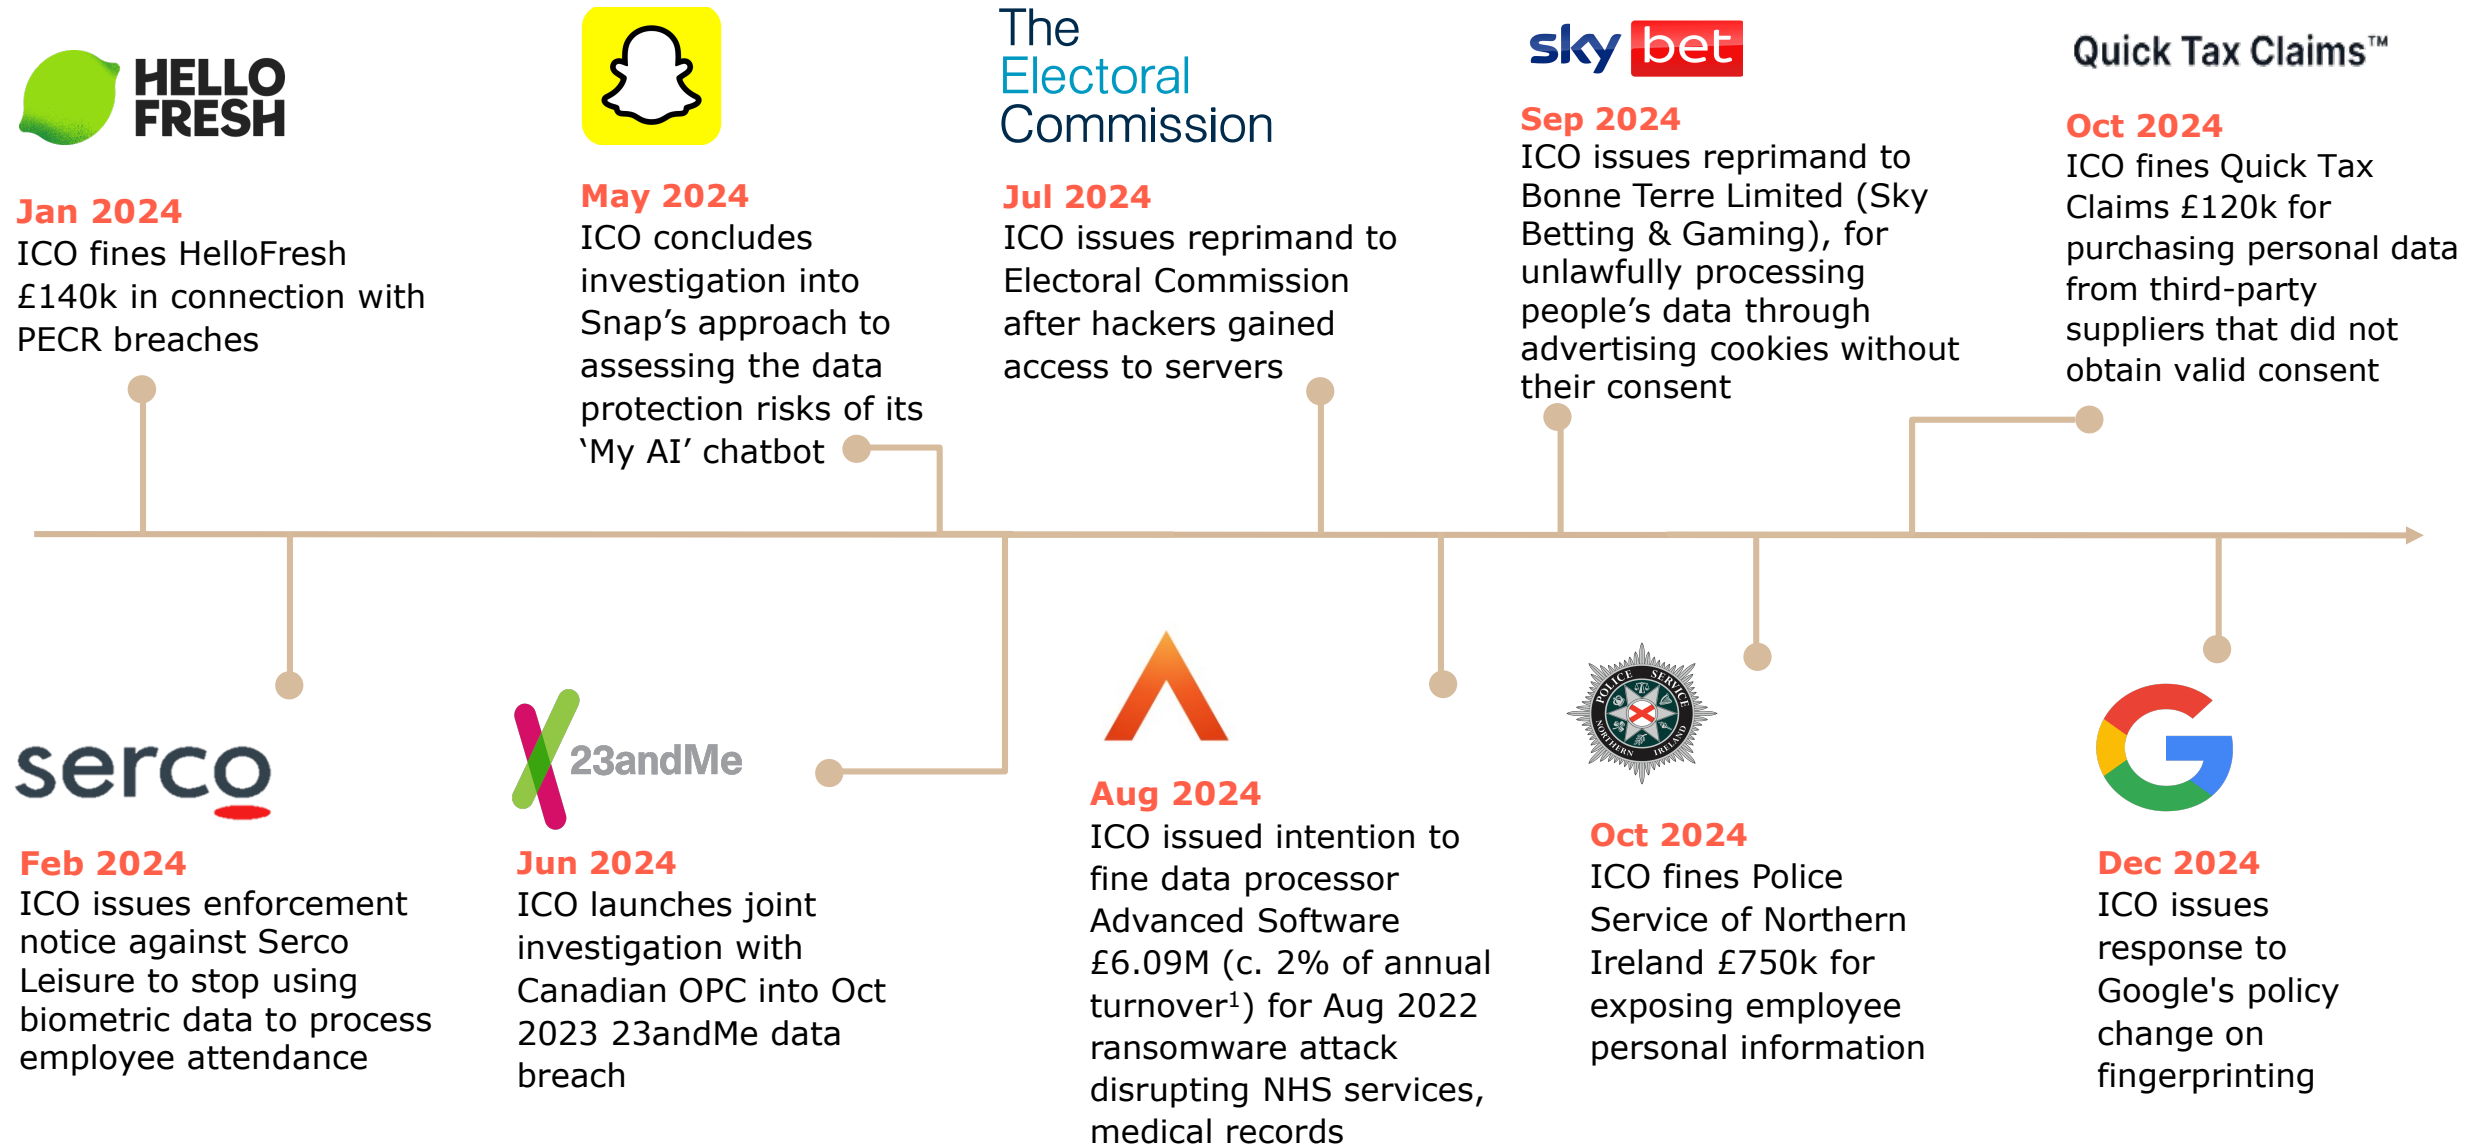 HELLO
FRESH
Jan 2024
ICO fines HelloFresh
£140k in connection with
PECR breaches
May 2024
ICO concludes
investigation into
Snap’s approach to
assessing the data
protection risks of its
‘My AI’ chatbot
The
Electoral
Commission
Jul 2024
ICO issues reprimand to
Electoral Commission
after hackers gained
access to servers
sky bet
Sep 2024
ICO issues reprimand to
Bonne Terre Limited (Sky
Betting & Gaming), for
unlawfully processing
people’s data through
advertising cookies without
their consent
Quick Tax Claims™
Oct 2024
ICO fines Quick Tax
Claims £120k for
purchasing personal data
from third-party
suppliers that did not
obtain valid consent
serco
Feb 2024
ICO issues enforcement
notice against Serco
Leisure to stop using
biometric data to process
employee attendance
23andMe
Jun 2024
ICO launches joint
investigation with
Canadian OPC into Oct
2023 23andMe data
breach
Aug 2024
ICO issued intention to
fine data processor
Advanced Software
£6.09M (c. 2% of annual
turnover¹) for Aug 2022
ransomware attack
disrupting NHS services,
medical records
POLICE SERVICE
NORTHERN IRELAND
Oct 2024
ICO fines Police
Service of Northern
Ireland £750k for
exposing employee
personal information
Dec 2024
ICO issues
response to
Google's policy
change on
fingerprinting